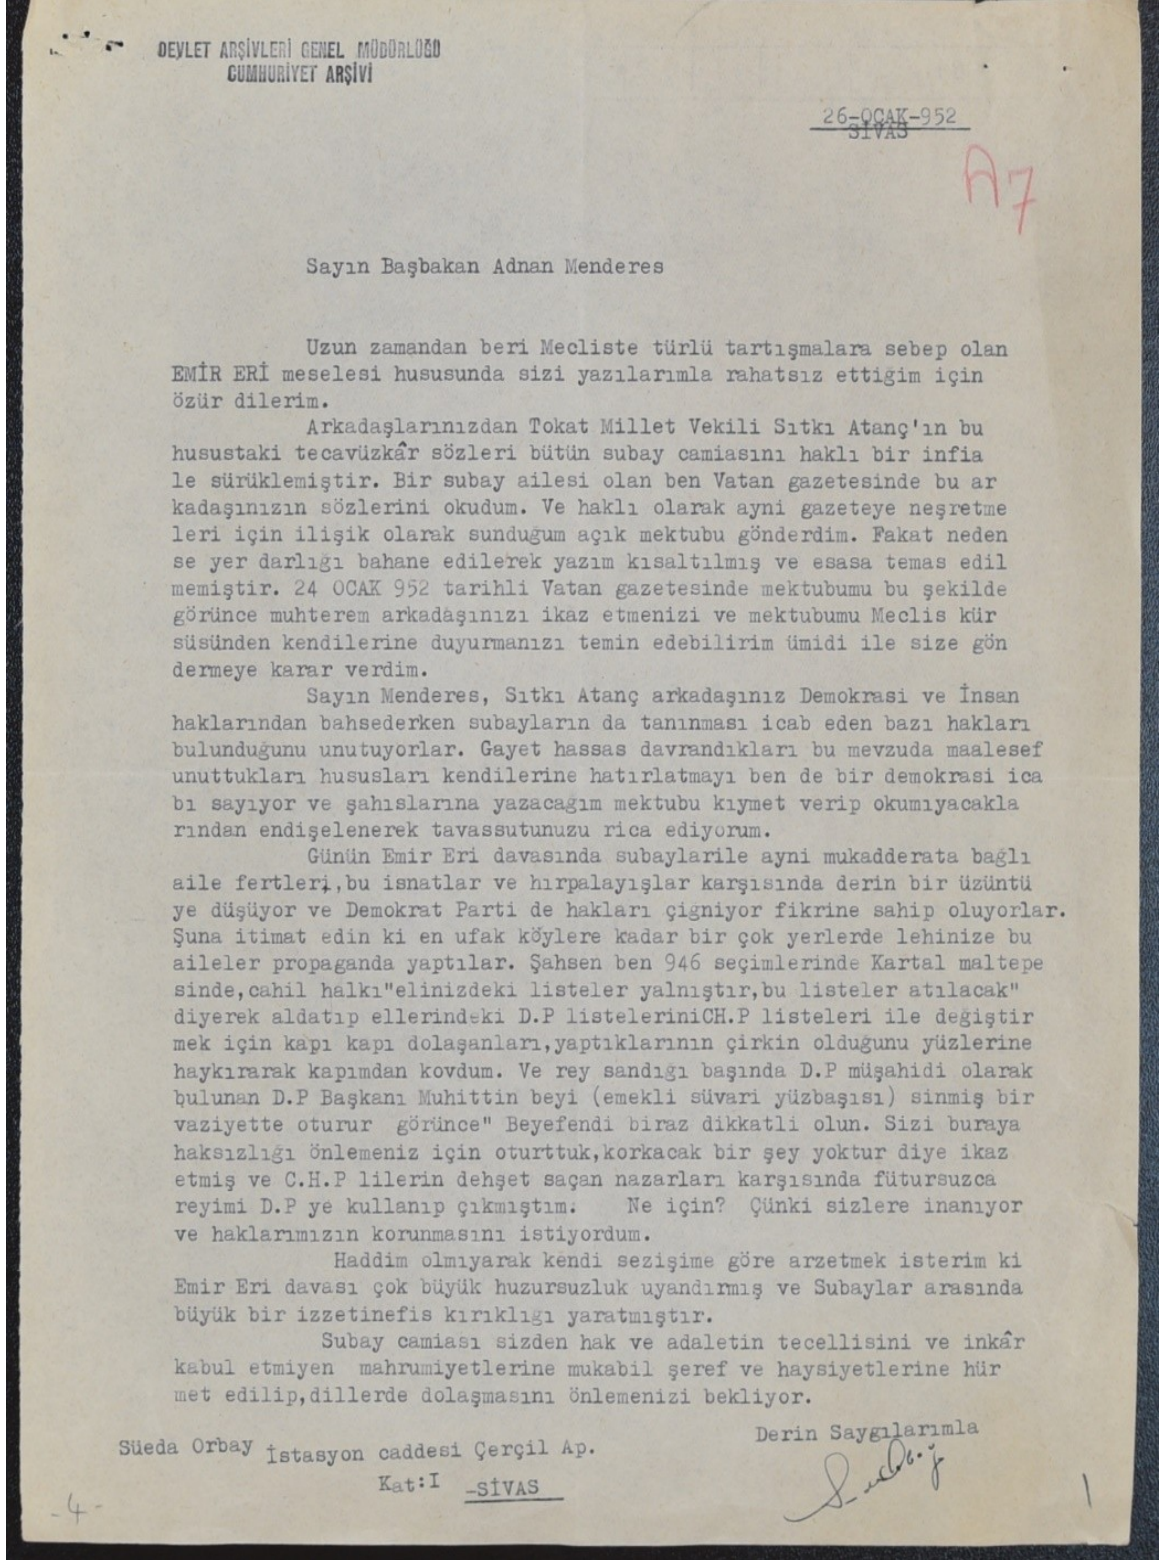 DEVLET ARŞİVLERİ GENEL MÜDÜRLÜĞÜ
CUMHURİYET ARŞİVİ
26-OCAK-952
SİVAS
A7
Sayın Başbakan Adnan Menderes
Uzun zamandan beri Mecliste türlü tartışmalara sebep olan
EMİR ERİ meselesi hususunda sizi yazılarımla rahatsız ettiğim için
özür dilerim.
Arkadaşlarınızdan Tokat Millet Vekili Sıtkı Atanç'ın bu
husustaki tecavüzkâr sözleri bütün subay camiasını haklı bir infia
le sürüklemiştir. Bir subay ailesi olan ben Vatan gazetesinde bu ar
kadaşınızın sözlerini okudum. Ve haklı olarak ayni gazeteye neşretme
leri için ilişik olarak sunduğum açık mektubu gönderdim. Fakat neden
se yer darlığı bahane edilerek yazım kısaltılmış ve esasa temas edil
memiştir. 24 OCAK 952 tarihli Vatan gazetesinde mektubumu bu şekilde
görünce muhterem arkadaşınızı ikaz etmenizi ve mektubumu Meclis kür
süsünden kendilerine duyurmanızı temin edebilirim ümidi ile size gön
dermeye karar verdim.
Sayın Menderes, Sıtkı Atanç arkadaşınız Demokrasi ve İnsan
haklarından bahsederken subayların da tanınması icab eden bazı hakları
bulunduğunu unutuyorlar. Gayet hassas davrandıkları bu mevzuda maalesef
unuttukları hususları kendilerine hatırlatmayı ben de bir demokrasi ica
bı sayıyor ve şahıslarına yazacağım mektubu kıymet verip okumıyacakla
rından endişelenerek tavassutunuzu rica ediyorum.
Günün Emir Eri davasında subaylarile ayni mukadderata bağlı
aile fertleri,bu isnatlar ve hırpalayışlar karşısında derin bir üzüntü
ye düşüyor ve Demokrat Parti de hakları çigniyor fikrine sahip oluyorlar.
Şuna itimat edin ki en ufak köylere kadar bir çok yerlerde lehinize bu
aileler propaganda yaptılar. Şahsen ben 946 seçimlerinde Kartal maltepe
sinde,cahil halkı"elinizdeki listeler yalnıştır,bu listeler atılacak"
diyerek aldatıp ellerindeki D.P listeleriniCH.P listeleri ile değiştir
mek için kapı kapı dolaşanları,yaptıklarının çirkin olduğunu yüzlerine
haykırarak kapımdan kovdum. Ve rey sandığı başında D.P müşahidi olarak
bulunan D.P Başkanı Muhittin beyi (emekli süvari yüzbaşısı) sinmiş bir
vaziyette oturur görünce" Beyefendi biraz dikkatli olun. Sizi buraya
haksızlığı önlemeniz için oturttuk,korkacak bir şey yoktur diye ikaz
etmiş ve C.H.P lilerin dehşet saçan nazarları karşısında fütursuzca
reyimi D.P ye kullanıp çıkmıştım. Ne için? Çünki sizlere inanıyor
ve haklarımızın korunmasını istiyordum.
Haddim olmıyarak kendi sezişime göre arzetmek isterim ki
Emir Eri davası çok büyük huzursuzluk uyandırmış ve Subaylar arasında
büyük bir izzetinefis kırıklığı yaratmıştır.
Subay camiası sizden hak ve adaletin tecellisini ve inkâr
kabul etmiyen mahrumiyetlerine mukabil şeref ve haysiyetlerine hür
met edilip,dillerde dolaşmasını önlemenizi bekliyor.
Derin Saygılarımla
Süeda Orbay İstasyon caddesi Çerçil Ap.
Kat:I -SİVAS
-4-